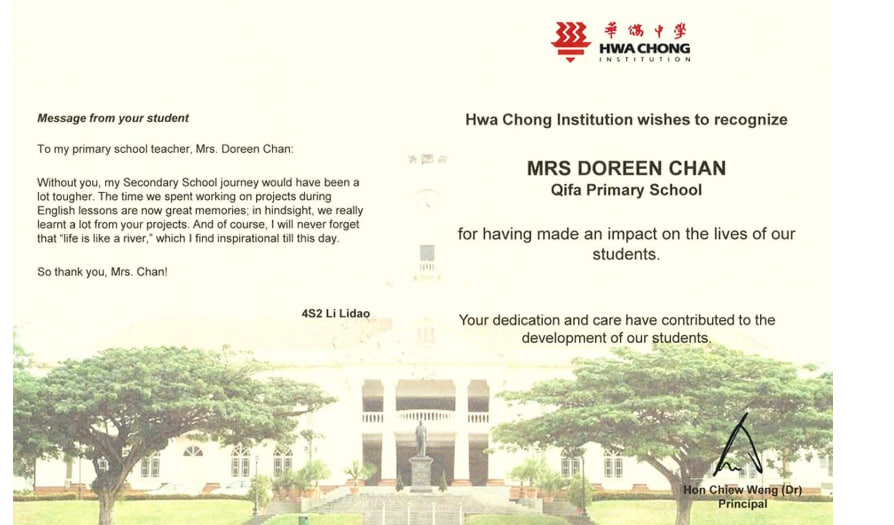 Message from your student
To my primary school teacher, Mrs. Doreen Chan:
Without you, my Secondary School journey would have been a
lot tougher. The time we spent working on projects during
English lessons are now great memories; in hindsight, we really
learnt a lot from your projects. And of course, I will never forget
that “life is like a river,” which I find inspirational till this day.
So thank you, Mrs. Chan!
4S2 Li Lidao
華僑中學
HWA CHONG
INSTITUTION
Hwa Chong Institution wishes to recognize
MRS DOREEN CHAN
Qifa Primary School
for having made an impact on the lives of our
students.
Your dedication and care have contributed to the
development of our students.
Hon Chiew Weng (Dr)
Principal